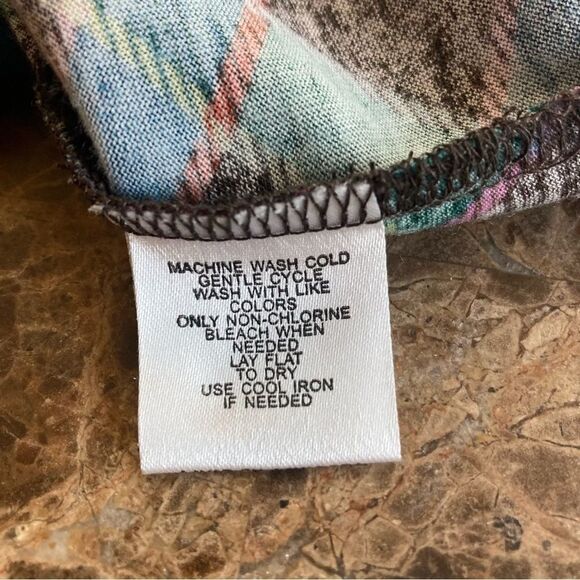 MACHINE WASH COLD
GENTLE CYCLE
WASH WITH LIKE
COLORS
ONLY NON-CHLORINE
BLEACH WHEN
NEEDED
LAY FLAT
TO DRY
USE COOL IRON
IF NEEDED